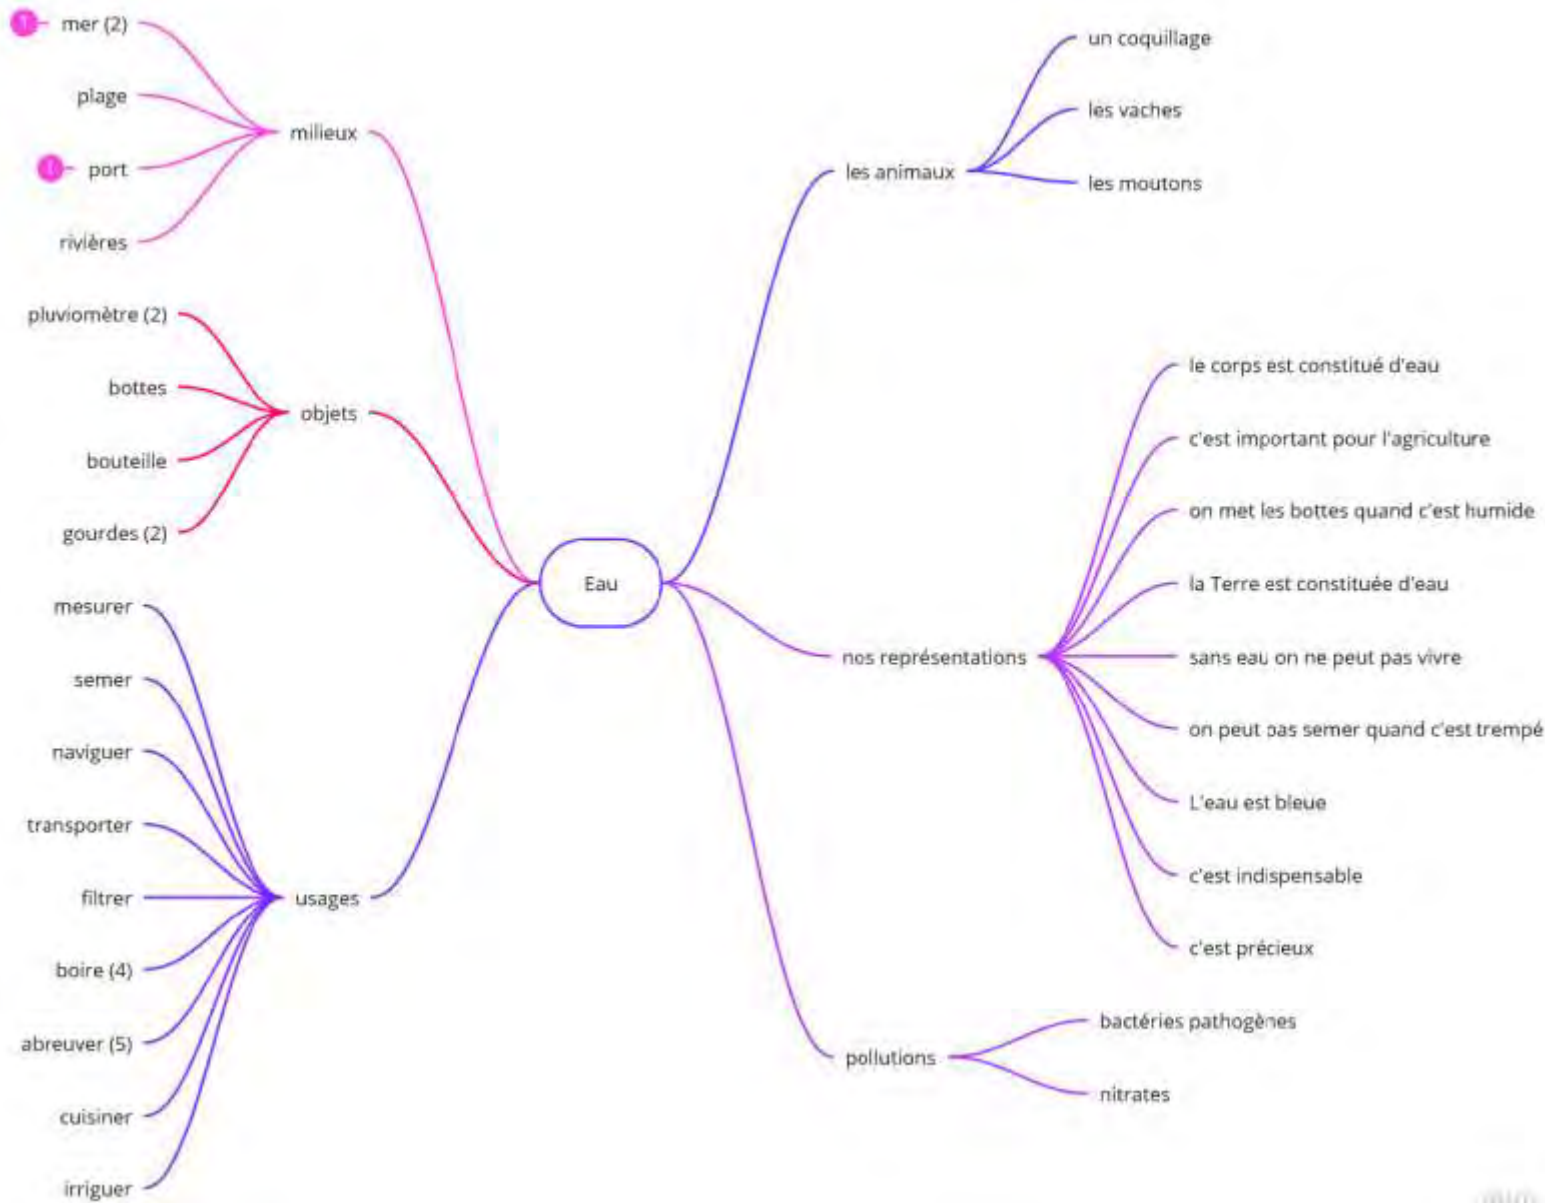 mer (2)
plage
milieux
port
rivières
pluviomètre (2)
bottes
objets
bouteille
gourdes (2)
mesurer
semer
naviguer
transporter
filtrer
usages
boire (4)
abreuver (5)
cuisiner
irriguer
Eau
un coquillage
les vaches
les animaux
les moutons
le corps est constitué d'eau
c'est important pour l'agriculture
on met les bottes quand c'est humide
la Terre est constituée d'eau
nos représentations
sans eau on ne peut pas vivre
on peut pas semer quand c'est trempé
L'eau est bleue
c'est indispensable
c'est précieux
bactéries pathogènes
pollutions
nitrates